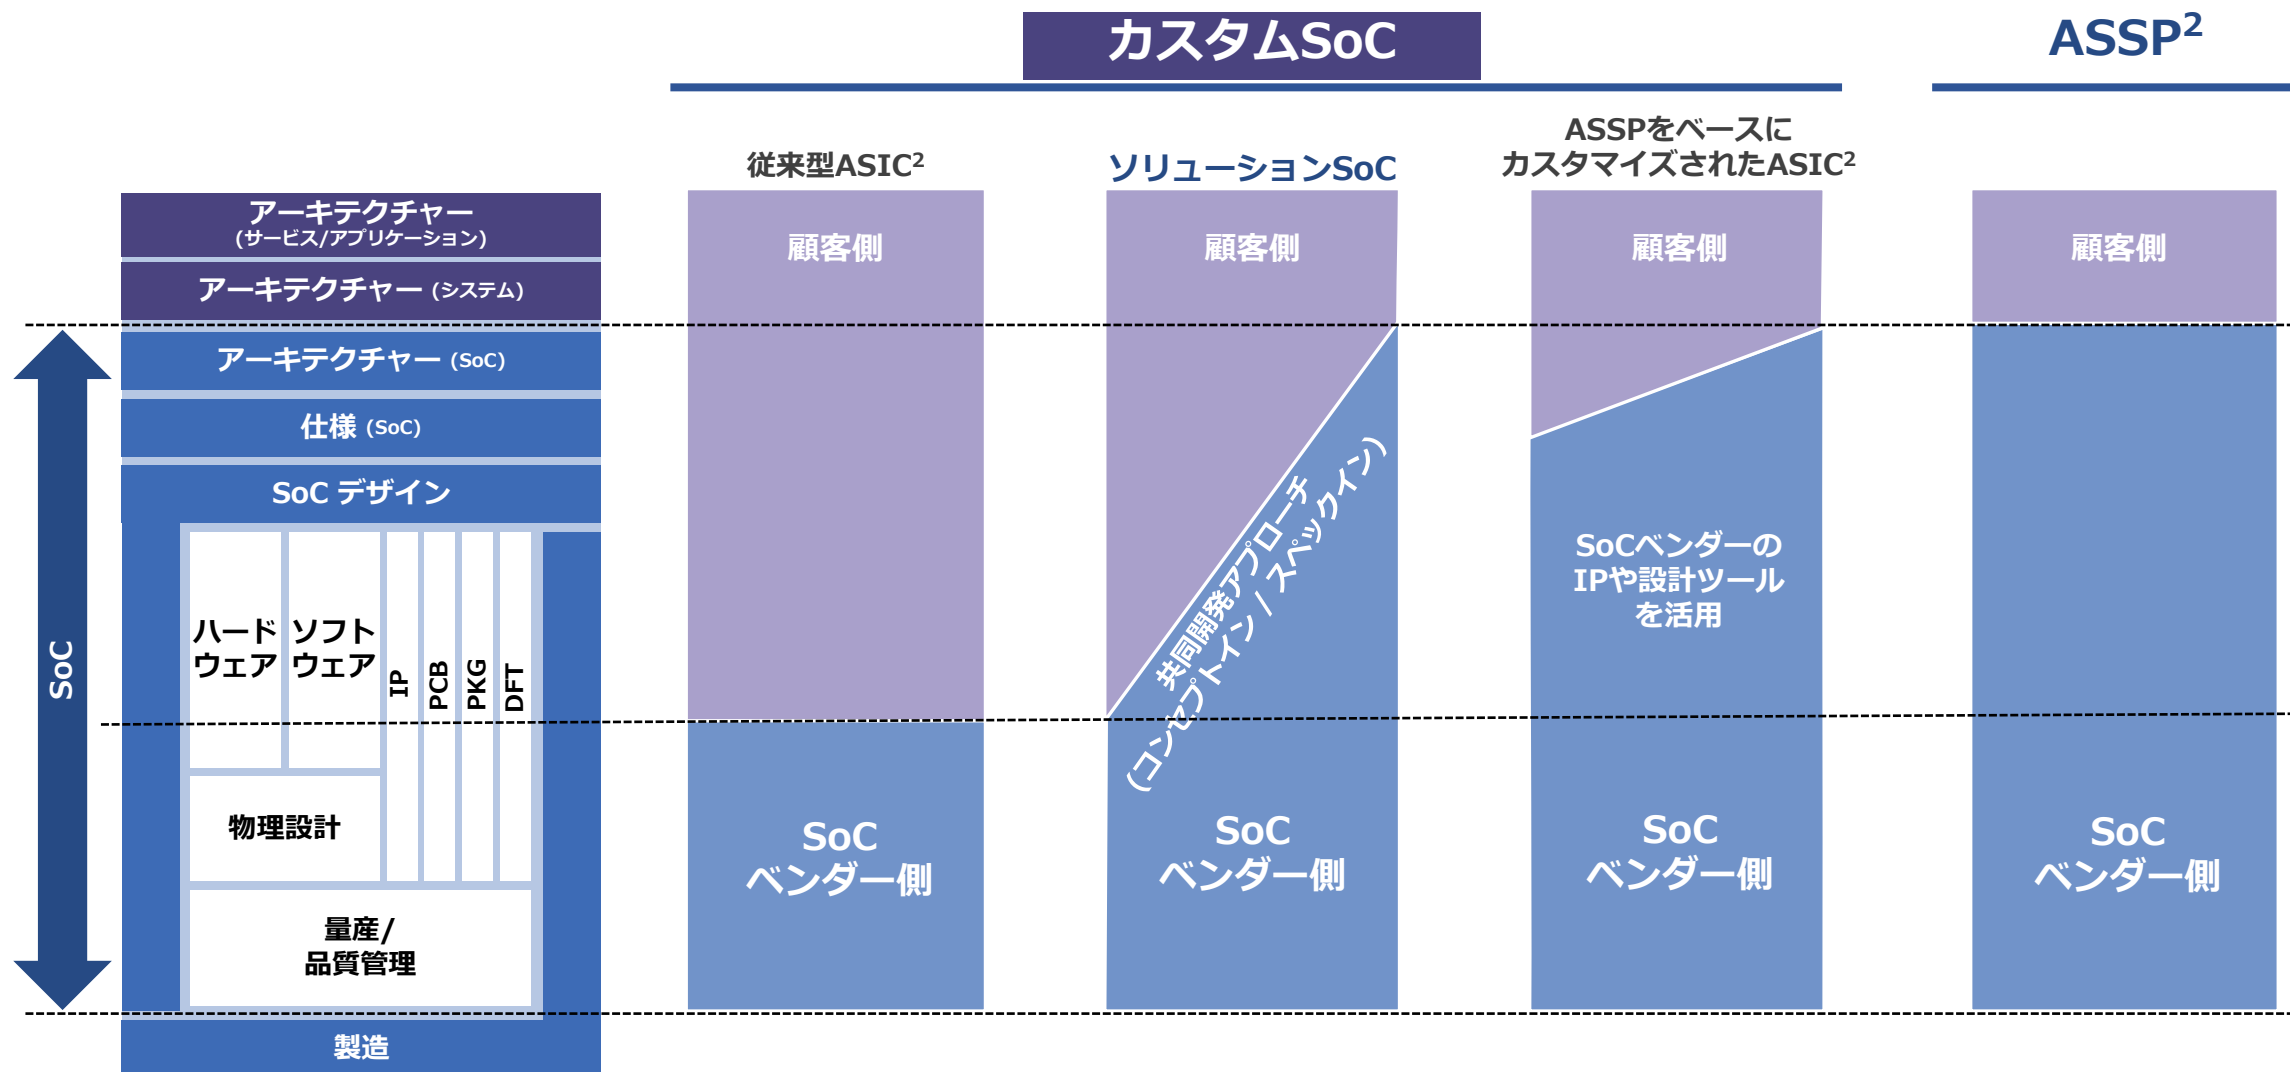 カスタムSoC
ASSP²
従来型ASIC²
ソリューションSoC
ASSPをベースに
カスタマイズされたASIC²
アーキテクチャー
(サービス/アプリケーション)
アーキテクチャー (システム)
アーキテクチャー (SoC)
仕様 (SoC)
SoC デザイン
ハード
ウェア
ソフト
ウェア
IP
PCB
PKG
DFT
物理設計
量産/
品質管理
製造
SoC
顧客側
SoC
ベンダー側
顧客側
共同開発アプローチ
(コンセプトイン / スペックイン)
SoC
ベンダー側
顧客側
SoCベンダーの
IPや設計ツール
を活用
SoC
ベンダー側
顧客側
SoC
ベンダー側